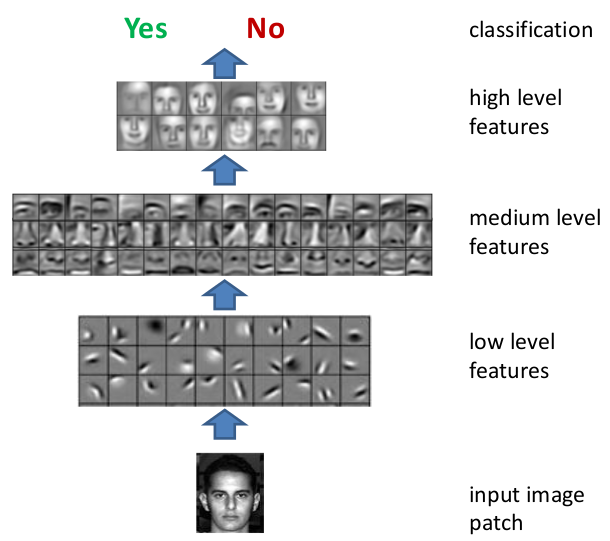 Yes No
classification
high level
features
medium level
features
low level
features
input image
patch